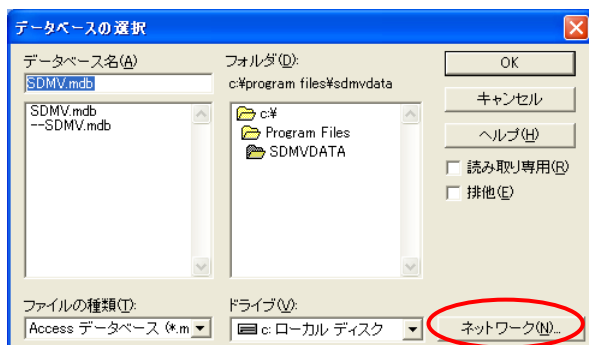 データベースの選択
データベース名(A)
SDMV.mdb
SDMV.mdb
--SDMV.mdb
フォルダ(D):
c:¥program files¥sdmvdata
c:¥
Program Files
SDMVDATA
OK
キャンセル
ヘルプ(H)
読み取り専用(R)
排他(E)
ファイルの種類(T):
Access データベース (*.m
ドライブ(V):
c: ローカル ディスク
ネットワーク(N)...